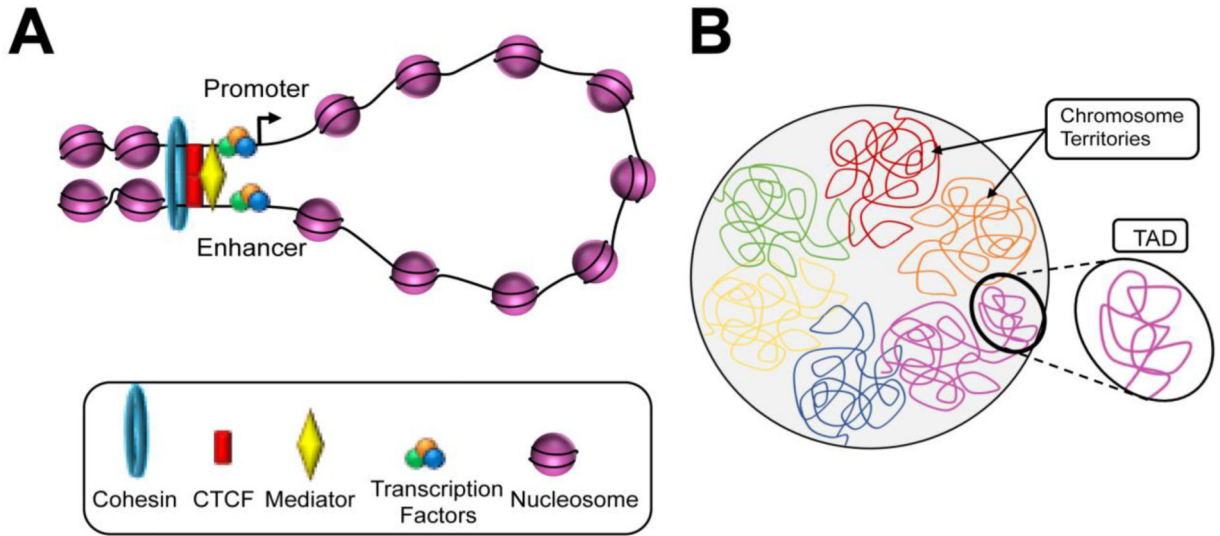 A
B
Promoter
Enhancer
Chromosome
Territories
TAD
Cohesin
CTCF
Mediator
Transcription
Factors
Nucleosome